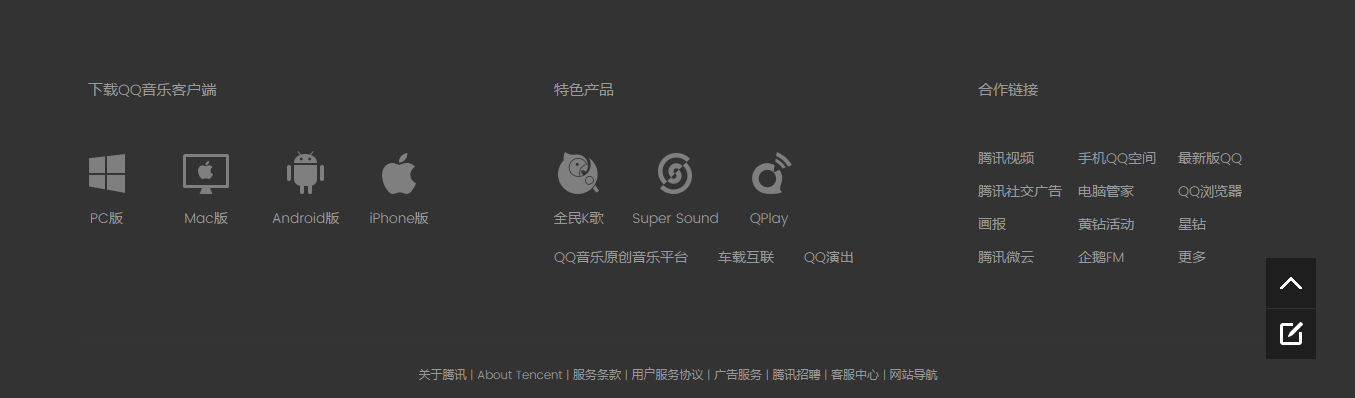 下载QQ音乐客户端
PC版 Mac版 Android版 iPhone版
特色产品
全民K歌 Super Sound QPlay
QQ音乐原创音乐平台 车载互联 QQ演出
合作链接
腾讯视频 手机QQ空间 最新版QQ
腾讯社交广告 电脑管家 QQ浏览器
画报 黄钻活动 星钻
腾讯微云 企鹅FM 更多
关于腾讯 | About Tencent | 服务条款 | 用户服务协议 | 广告服务 | 腾讯招聘 | 客服中心 | 网站导航